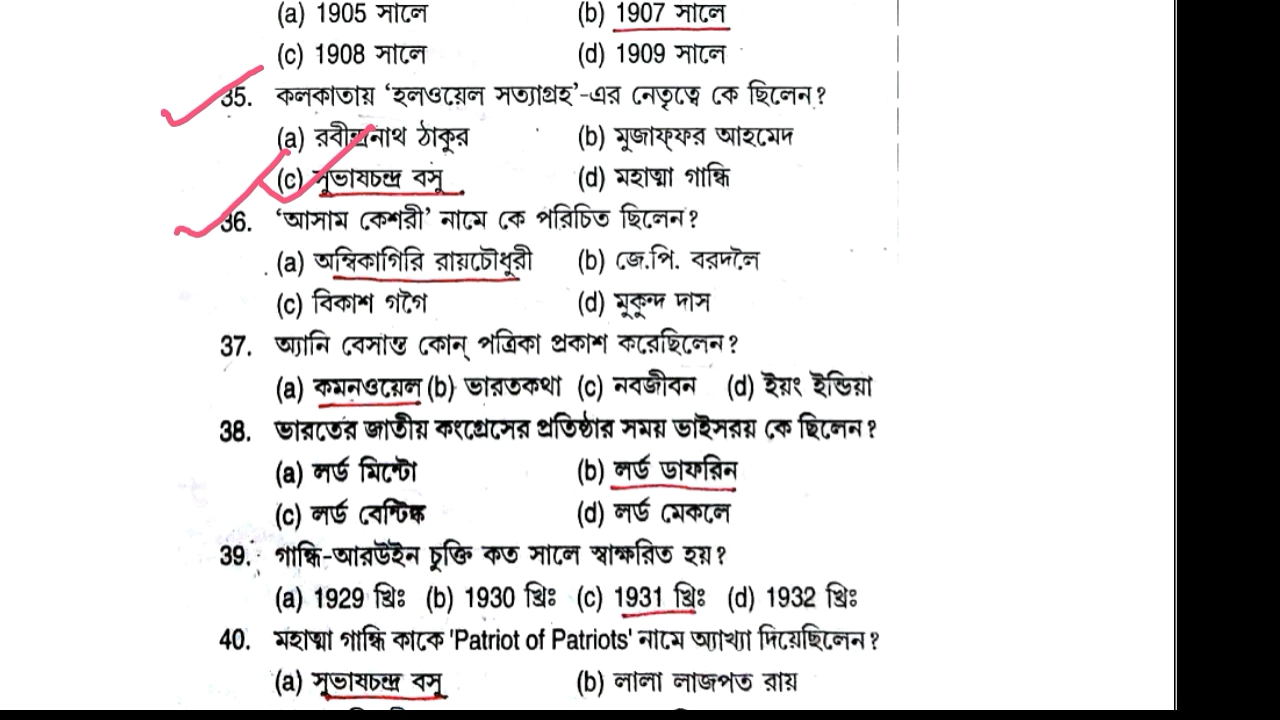 (a) 1905 সালে (b) 1907 সালে
(c) 1908 সালে (d) 1909 সালে
35. কলকাতায় ‘হলওয়েল সত্যাগ্রহ’-এর নেতৃত্বে কে ছিলেন?
(a) রবীন্দ্রনাথ ঠাকুর (b) মুজাফ্ফর আহমেদ
(c) সুভাষচন্দ্র বসু (d) মহাত্মা গান্ধি
36. ‘আসাম কেশরী’ নামে কে পরিচিত ছিলেন?
(a) অম্বিকাগিরি রায়চৌধুরী (b) জে.পি. বরদলৈ
(c) বিকাশ গগৈ (d) মুকুন্দ দাস
37. অ্যানি বেসান্ত কোন্ পত্রিকা প্রকাশ করেছিলেন?
(a) কমনওয়েল (b) ভারতকথা (c) নবজীবন (d) ইয়ং ইন্ডিয়া
38. ভারতের জাতীয় কংগ্রেসের প্রতিষ্ঠার সময় ভাইসরয় কে ছিলেন?
(a) লর্ড মিন্টো (b) লর্ড ডাফরিন
(c) লর্ড বেন্টিঙ্ক (d) লর্ড মেকলে
39. গান্ধি-আরউইন চুক্তি কত সালে স্বাক্ষরিত হয়?
(a) 1929 খ্রিঃ (b) 1930 খ্রিঃ (c) 1931 খ্রিঃ (d) 1932 খ্রিঃ
40. মহাত্মা গান্ধি কাকে 'Patriot of Patriots' নামে অ্যাখ্যা দিয়েছিলেন?
(a) সুভাষচন্দ্র বসু (b) লালা লাজপত রায়